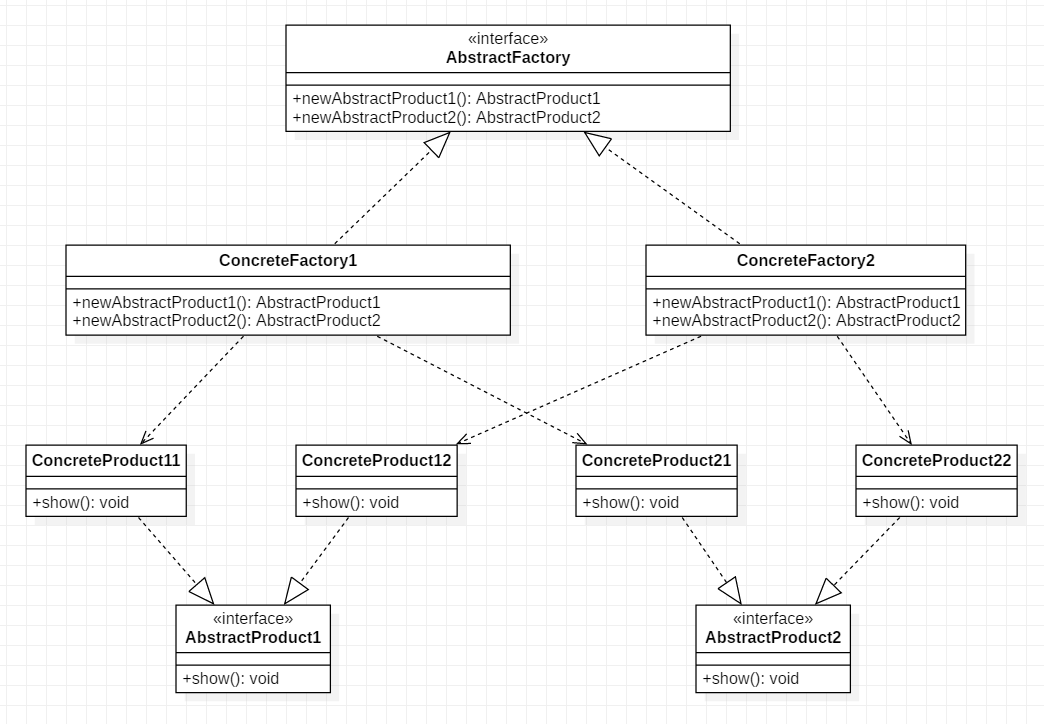 «interface»
AbstractFactory
+newAbstractProduct1(): AbstractProduct1
+newAbstractProduct2(): AbstractProduct2
ConcreteFactory1
+newAbstractProduct1(): AbstractProduct1
+newAbstractProduct2(): AbstractProduct2
ConcreteFactory2
+newAbstractProduct1(): AbstractProduct1
+newAbstractProduct2(): AbstractProduct2
ConcreteProduct11
+show(): void
ConcreteProduct12
+show(): void
ConcreteProduct21
+show(): void
ConcreteProduct22
+show(): void
«interface»
AbstractProduct1
+show(): void
«interface»
AbstractProduct2
+show(): void